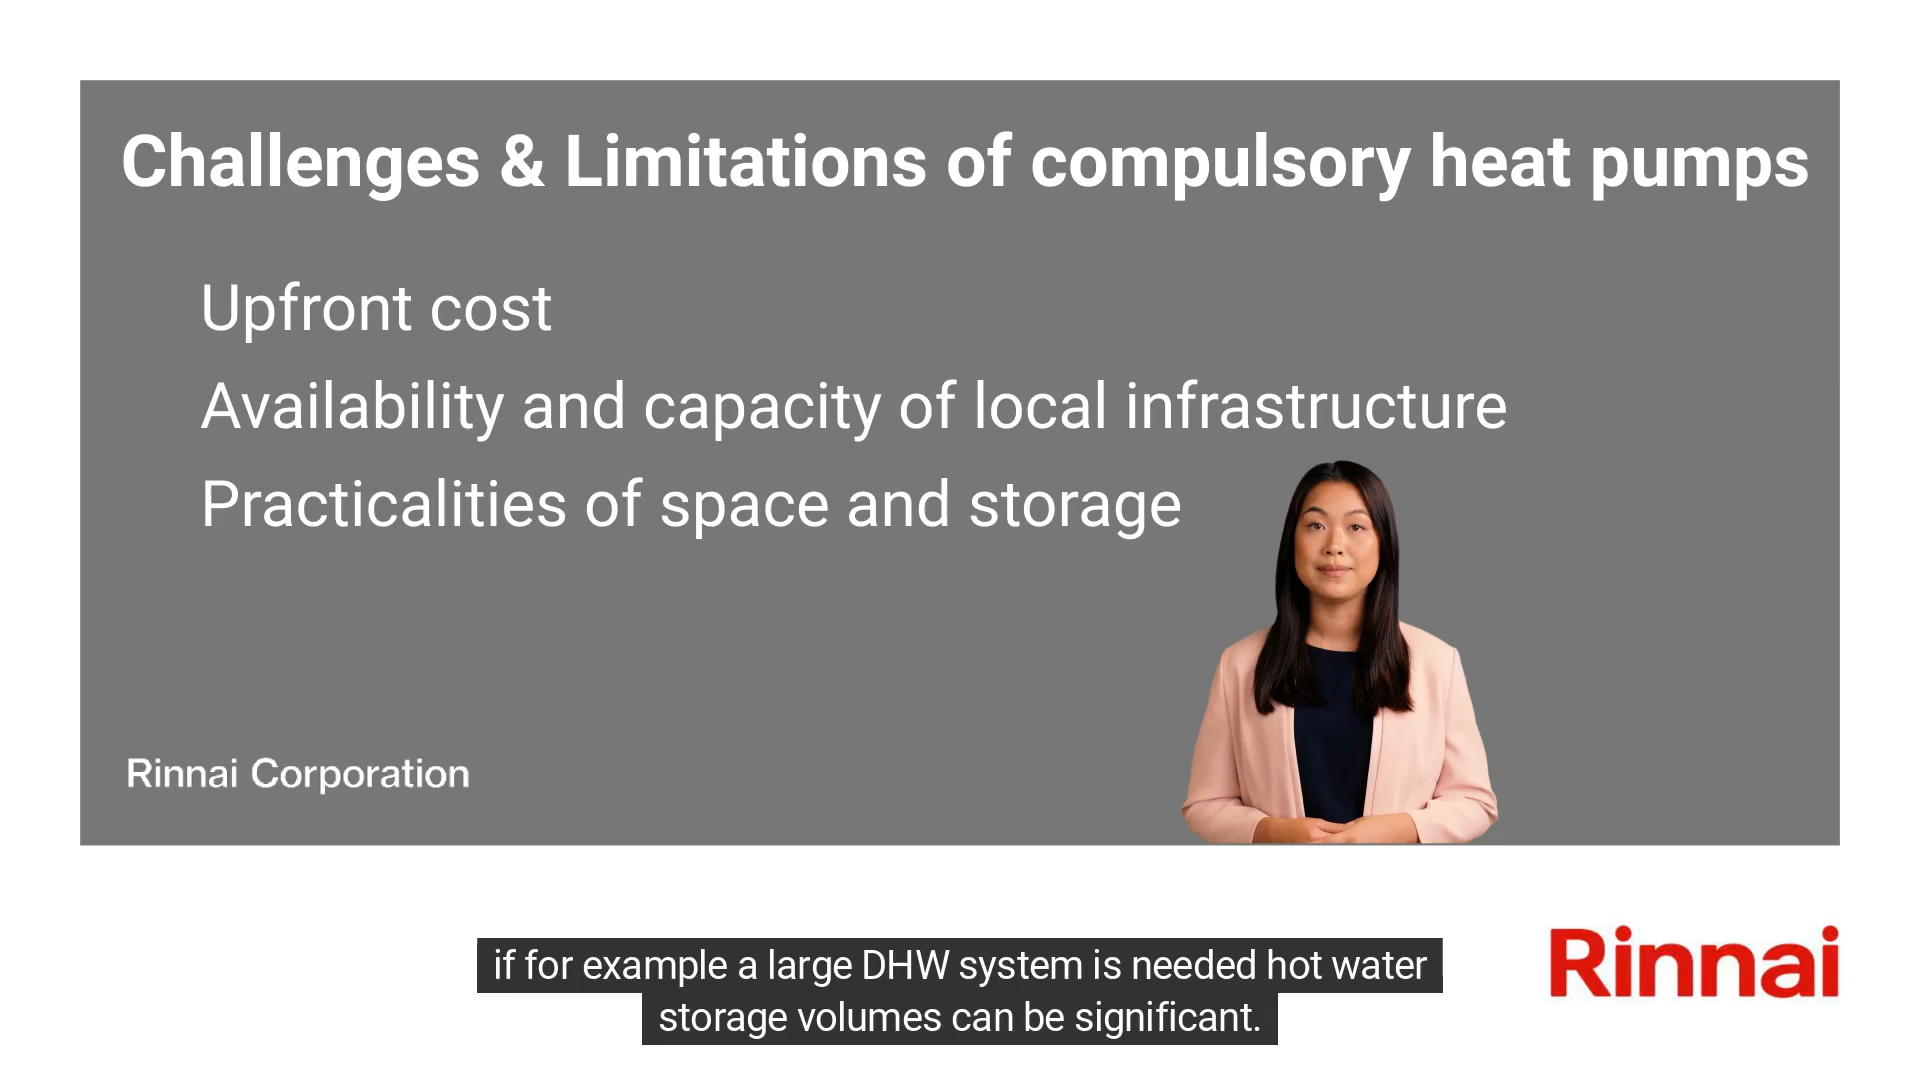 Challenges & Limitations of compulsory heat pumps
Upfront cost
Availability and capacity of local infrastructure
Practicalities of space and storage
Rinnai Corporation
Rinnai
if for example a large DHW system is needed hot water
storage volumes can be significant.